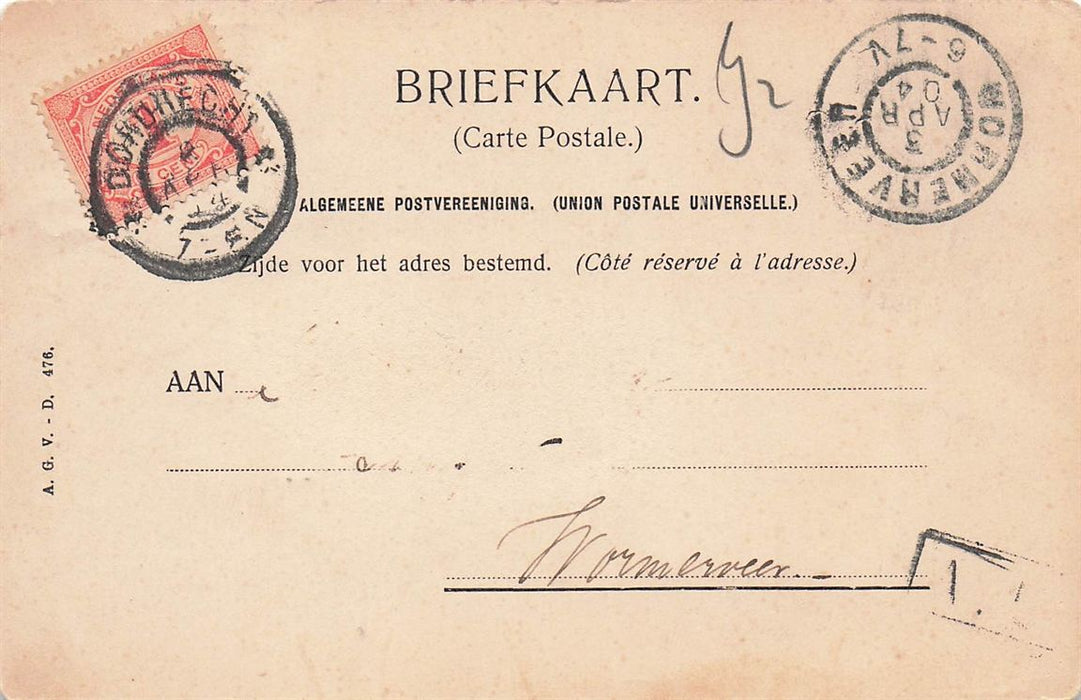 BRIEFKAART.
(Carte Postale.)
ALGEMEENE POSTVEREENIGING. (UNION POSTALE UNIVERSELLE.)
Zijde voor het adres bestemd. (Côté réservé à l'adresse.)
DORDRECHT
WORMERVEER
3
APR
04
6-7V
AAN
Wormerveer.
A. G. V. - D. 476.